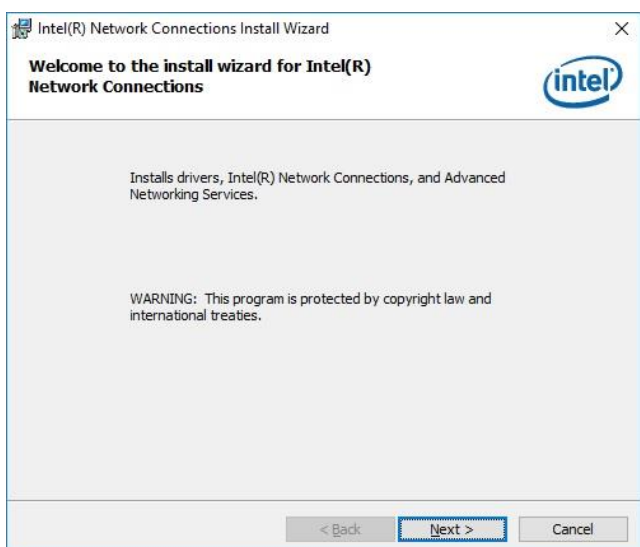 Intel(R) Network Connections Install Wizard
Welcome to the install wizard for Intel(R)
Network Connections
intel
Installs drivers, Intel(R) Network Connections, and Advanced
Networking Services.
WARNING: This program is protected by copyright law and
international treaties.
< Back
Next >
Cancel